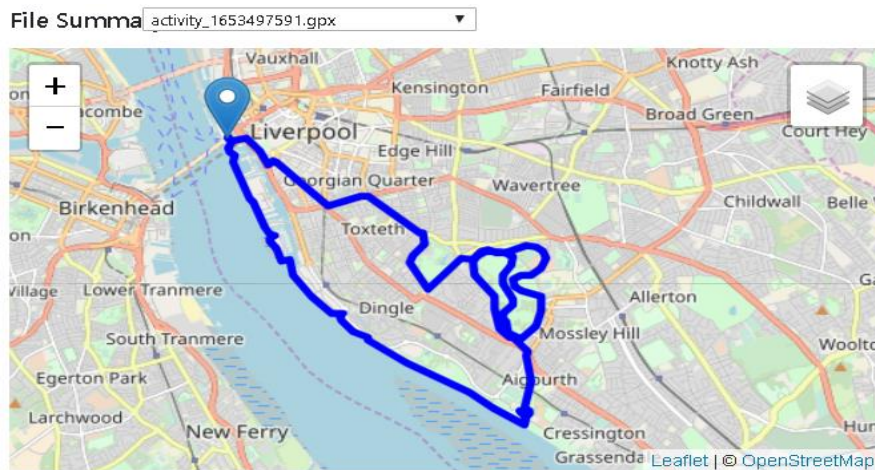 File Summa
activity_1653497591.gpx
Vauxhall
Knotty Ash
+
Kensington
Fairfield
acombe
Broad Green
Liverpool
Court Hey
−
Edge Hill
Georgian Quarter
Wavertree
Birkenhead
Childwall
Belle
on
Toxteth
Village
Lower Tranmere
Allerton
Dingle
South Tranmere
Mossley Hill
Woolto
Egerton Park
Aigburth
Larchwood
New Ferry
Cressington
Hun
Grassenda
Leaflet | © OpenStreetMap